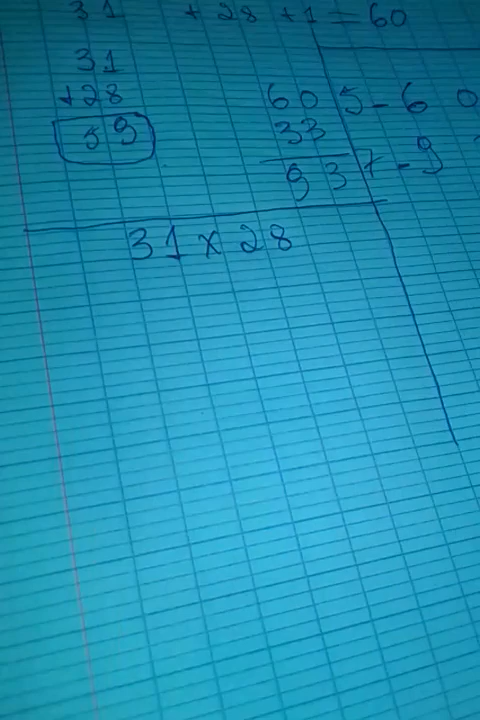 31 + 28 + 1 = 60
31
+28
59
60 5 - 6 0
33
93 7 - 9
31 x 28